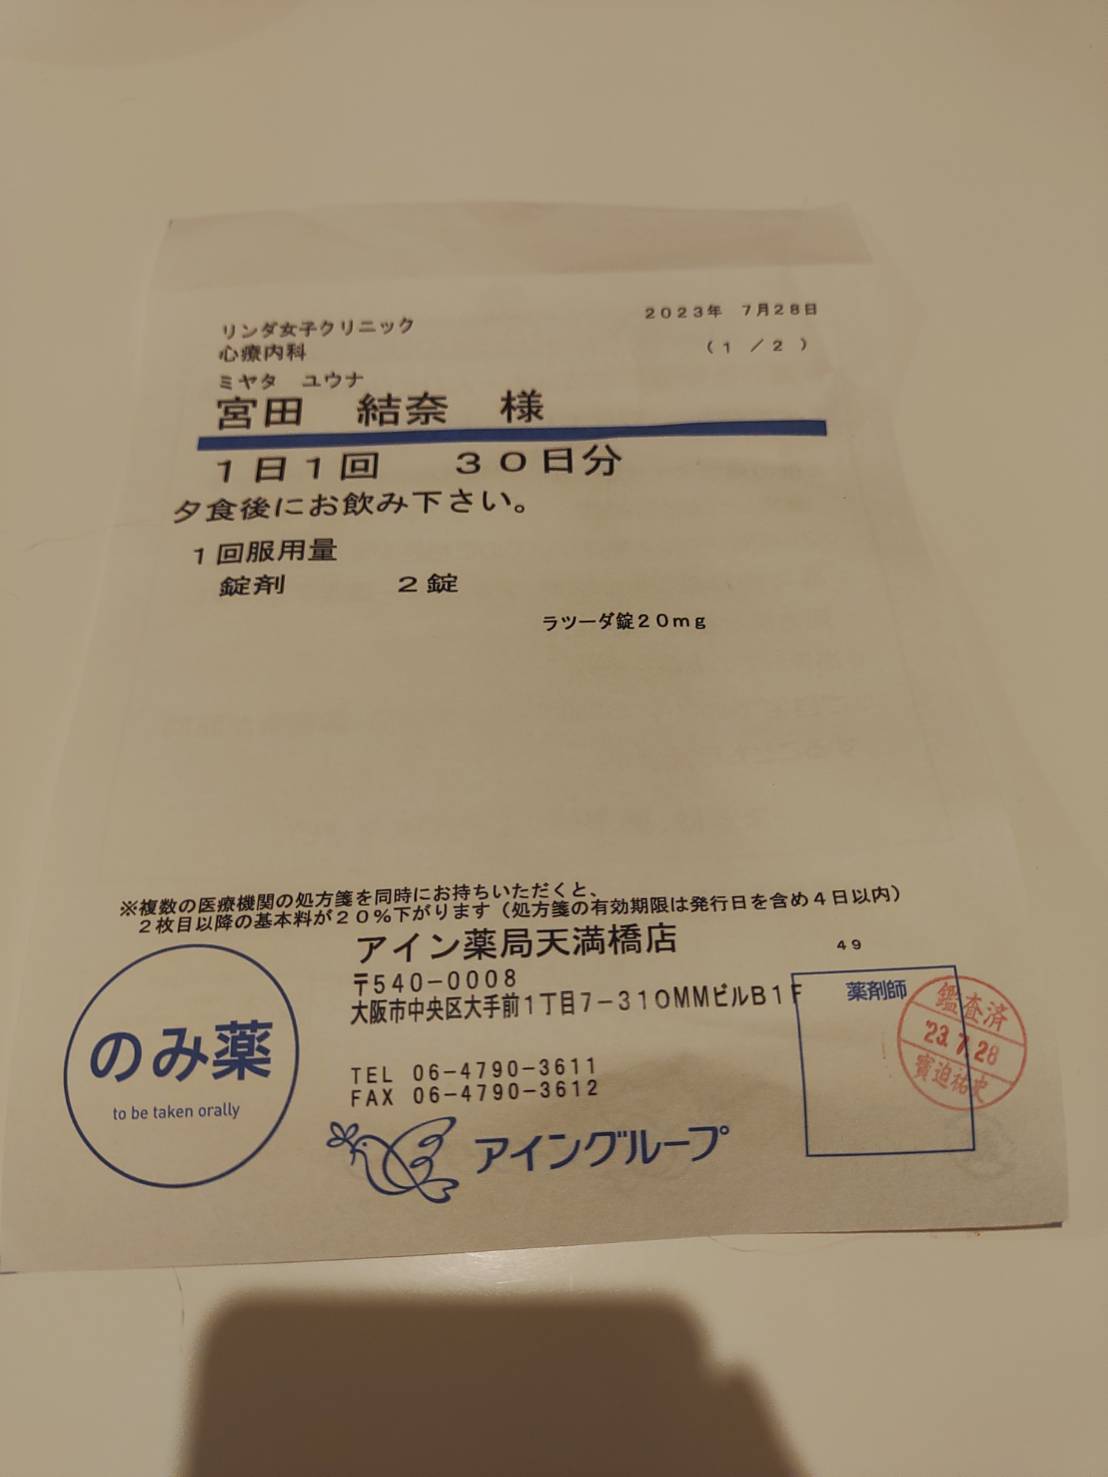 リンダ女子クリニック
2023年 7月28日
心療内科
(1 /2 )
ミヤタ ユウナ
宮田 結奈 様
1日1回 30日分
夕食後にお飲み下さい。
1回服用量
錠剤 2錠
ラツーダ錠20mg
※複数の医療機関の処方箋を同時にお持ちいただくと、
2枚目以降の基本料が20%下がります(処方箋の有効期限は発行日を含め4日以内)
アイン薬局天満橋店
49
〒540-0008
大阪市中央区大手前1丁目7-31OMMビルB1F
薬剤師
鑑査済
23.7.28
賓迫祐史
のみ薬
to be taken orally
TEL 06-4790-3611
FAX 06-4790-3612
アイングループ